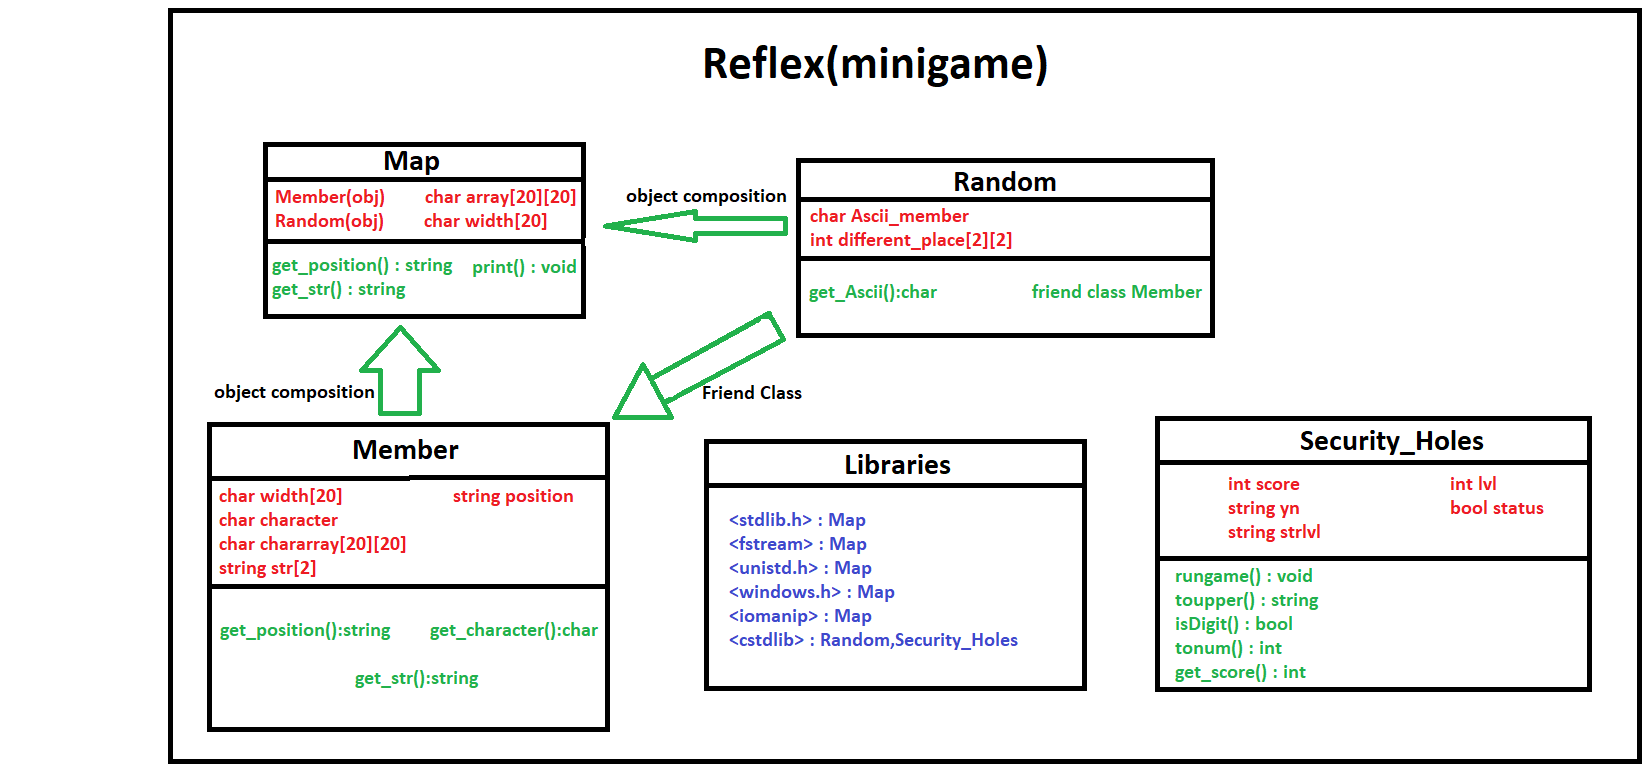 Reflex(minigame)
Map
Member(obj) char array[20][20]
Random(obj) char width[20]
get_position() : string print() : void
get_str() : string
object composition
Random
char Ascii_member
int different_place[2][2]
get_Ascii():char friend class Member
object composition
Friend Class
Member
char width[20] string position
char character
char chararray[20][20]
string str[2]
get_position():string get_character():char
get_str():string
Libraries
<stdlib.h> : Map
<fstream> : Map
<unistd.h> : Map
<windows.h> : Map
<iomanip> : Map
<cstdlib> : Random,Security_Holes
Security_Holes
int score int lvl
string yn bool status
string strlvl
rungame() : void
toupper() : string
isDigit() : bool
tonum() : int
get_score() : int